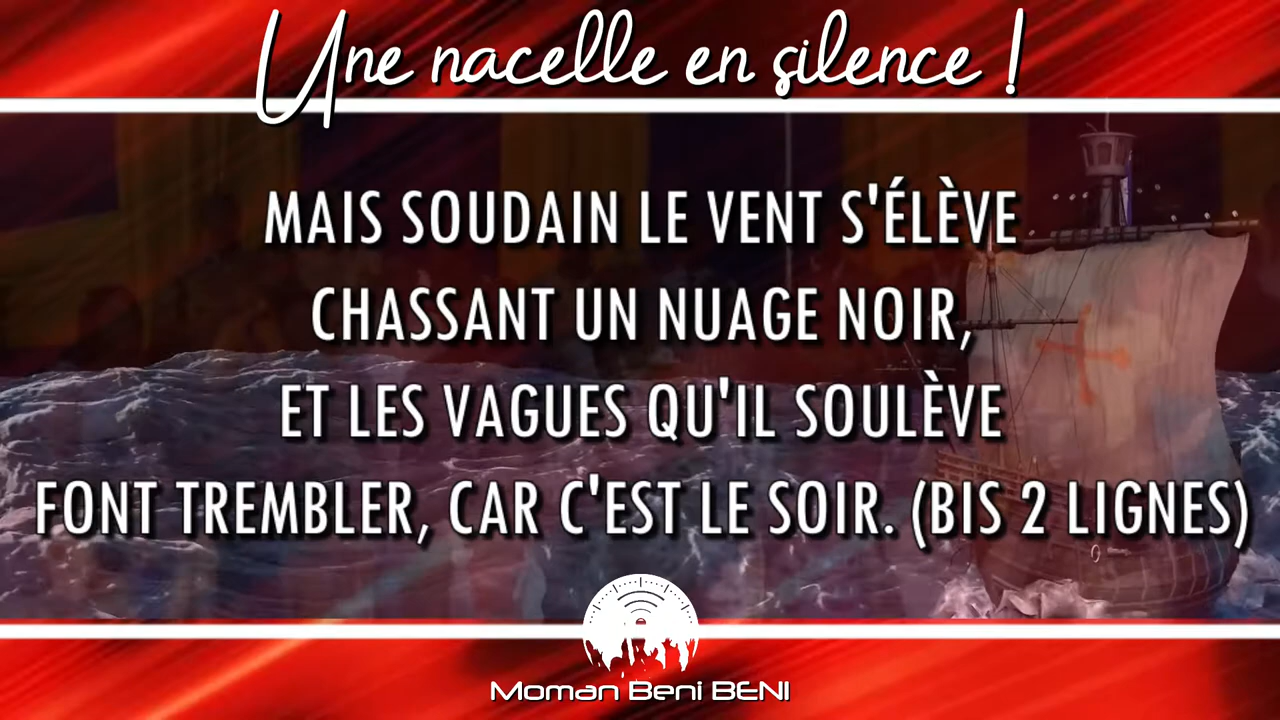 Une nacelle en silence !
MAIS SOUDAIN LE VENT S'ÉLÈVE
CHASSANT UN NUAGE NOIR,
ET LES VAGUES QU'IL SOULÈVE
FONT TREMBLER, CAR C'EST LE SOIR. (BIS 2 LIGNES)
Moman Beni BENI